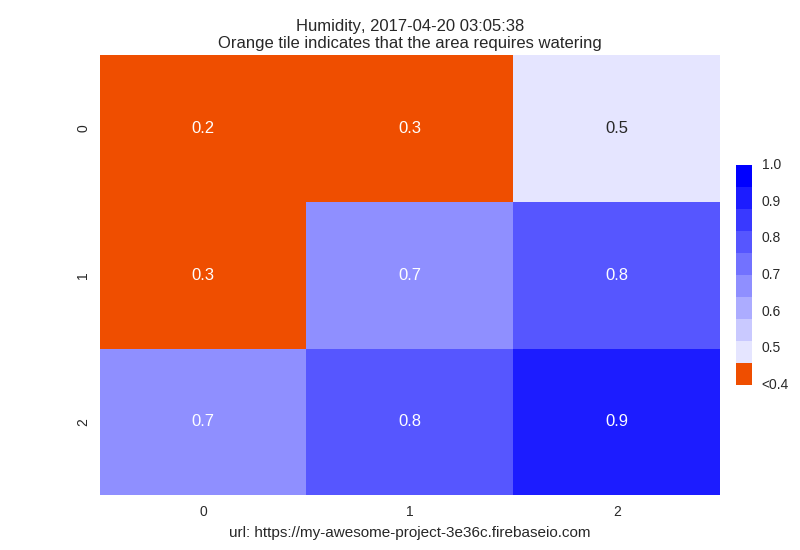 Humidity, 2017-04-20 03:05:38
Orange tile indicates that the area requires watering
0
0.2 0.3 0.5
1
0.3 0.7 0.8
2
0.7 0.8 0.9
0 1 2
url: https://my-awesome-project-3e36c.firebaseio.com
1.0
0.9
0.8
0.7
0.6
0.5
<0.4